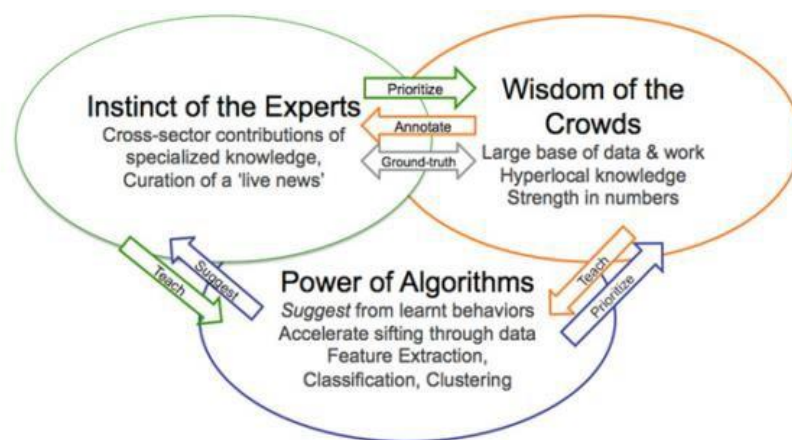 Instinct of the Experts
Cross-sector contributions of
specialized knowledge,
Curation of a ‘live news’
Prioritize
Annotate
Ground-truth
Wisdom of the
Crowds
Large base of data & work
Hyperlocal knowledge
Strength in numbers
Teach
Suggest
Power of Algorithms
Suggest from learnt behaviors
Accelerate sifting through data
Feature Extraction,
Classification, Clustering
Teach
Prioritize